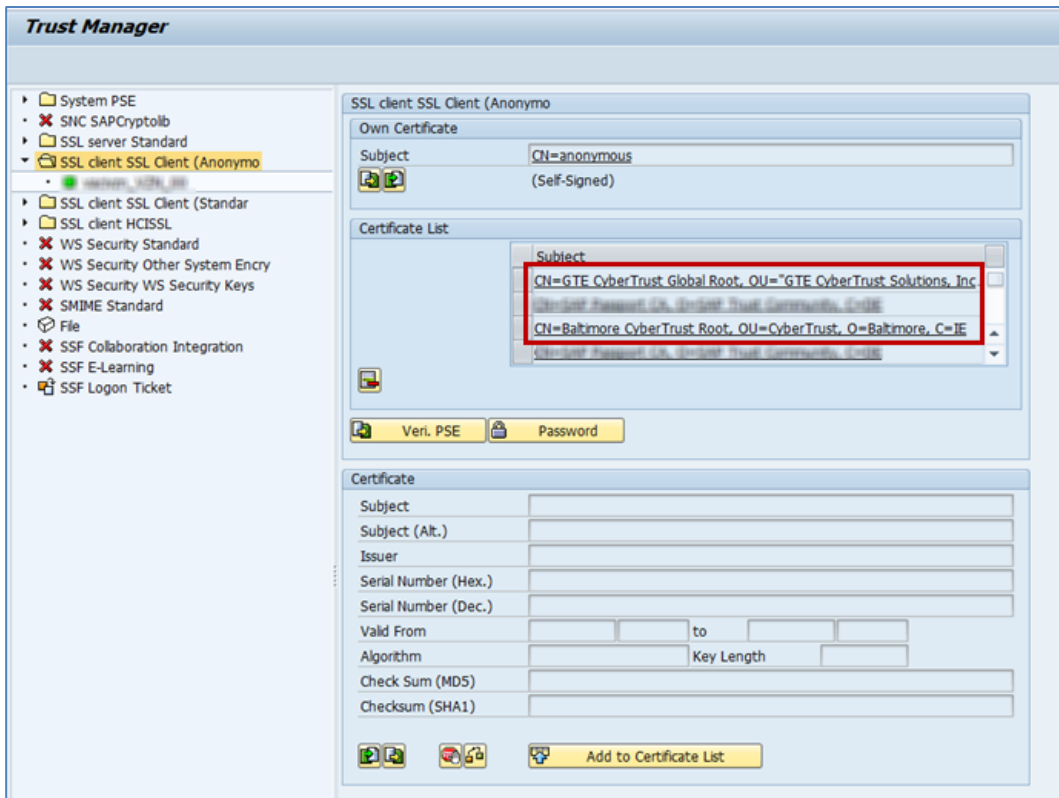 Trust Manager
System PSE
SNC SAPCryptolib
SSL server Standard
SSL client SSL Client (Anonymo
SSL client SSL Client (Standar
SSL client HCISSL
WS Security Standard
WS Security Other System Encry
WS Security WS Security Keys
SMIME Standard
File
SSF Collaboration Integration
SSF E-Learning
SSF Logon Ticket
SSL client SSL Client (Anonymo
Own Certificate
Subject CN=anonymous
(Self-Signed)
Certificate List
Subject
CN=GTE CyberTrust Global Root, OU="GTE CyberTrust Solutions, Inc
CN=Baltimore CyberTrust Root, OU=CyberTrust, O=Baltimore, C=IE
Veri. PSE Password
Certificate
Subject
Subject (Alt.)
Issuer
Serial Number (Hex.)
Serial Number (Dec.)
Valid From to
Algorithm Key Length
Check Sum (MD5)
Checksum (SHA1)
Add to Certificate List